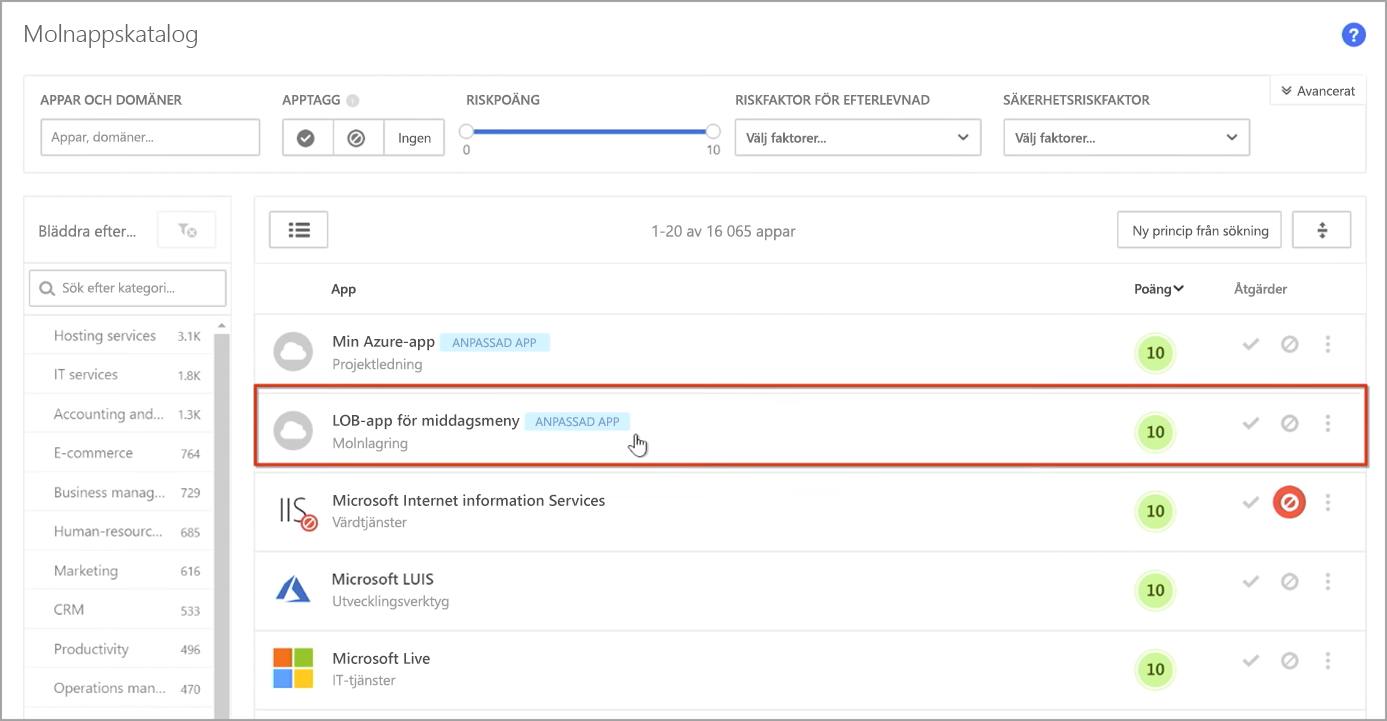 Molnappskatalog
?
APPAR OCH DOMÄNER
Appar, domäner...
APPTAGG i
Ingen
RISKPOÄNG
0
10
RISKFAKTOR FÖR EFTERLEVNAD
Välj faktorer...
SÄKERHETSRISKFAKTOR
Välj faktorer...
Avancerat
Bläddra efter...
Sök efter kategori...
Hosting services 3.1K
IT services 1.8K
Accounting and... 1.3K
E-commerce 764
Business manag... 729
Human-resourc... 685
Marketing 616
CRM 533
Productivity 496
Operations man... 470
1-20 av 16 065 appar
Ny princip från sökning
App Poäng Åtgärder
Min Azure-app ANPASSAD APP
Projektledning
10
LOB-app för middagsmeny ANPASSAD APP
Molnlagring
10
IIS
Microsoft Internet information Services
Värdtjänster
10
Microsoft LUIS
Utvecklingsverktyg
10
Microsoft Live
IT-tjänster
10